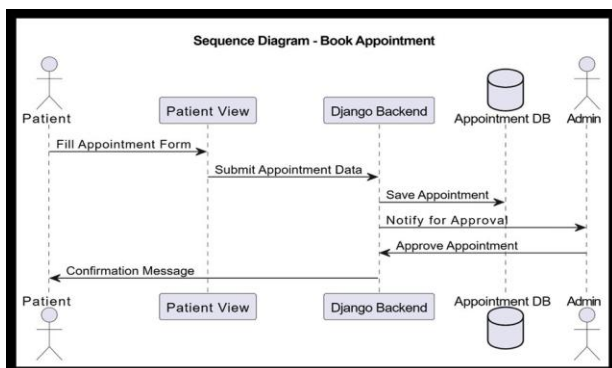 Sequence Diagram - Book Appointment
Patient
Patient View
Django Backend
Appointment DB
Admin
Fill Appointment Form
Submit Appointment Data
Save Appointment
Notify for Approval
Approve Appointment
Confirmation Message
Patient
Patient View
Django Backend
Appointment DB
Admin